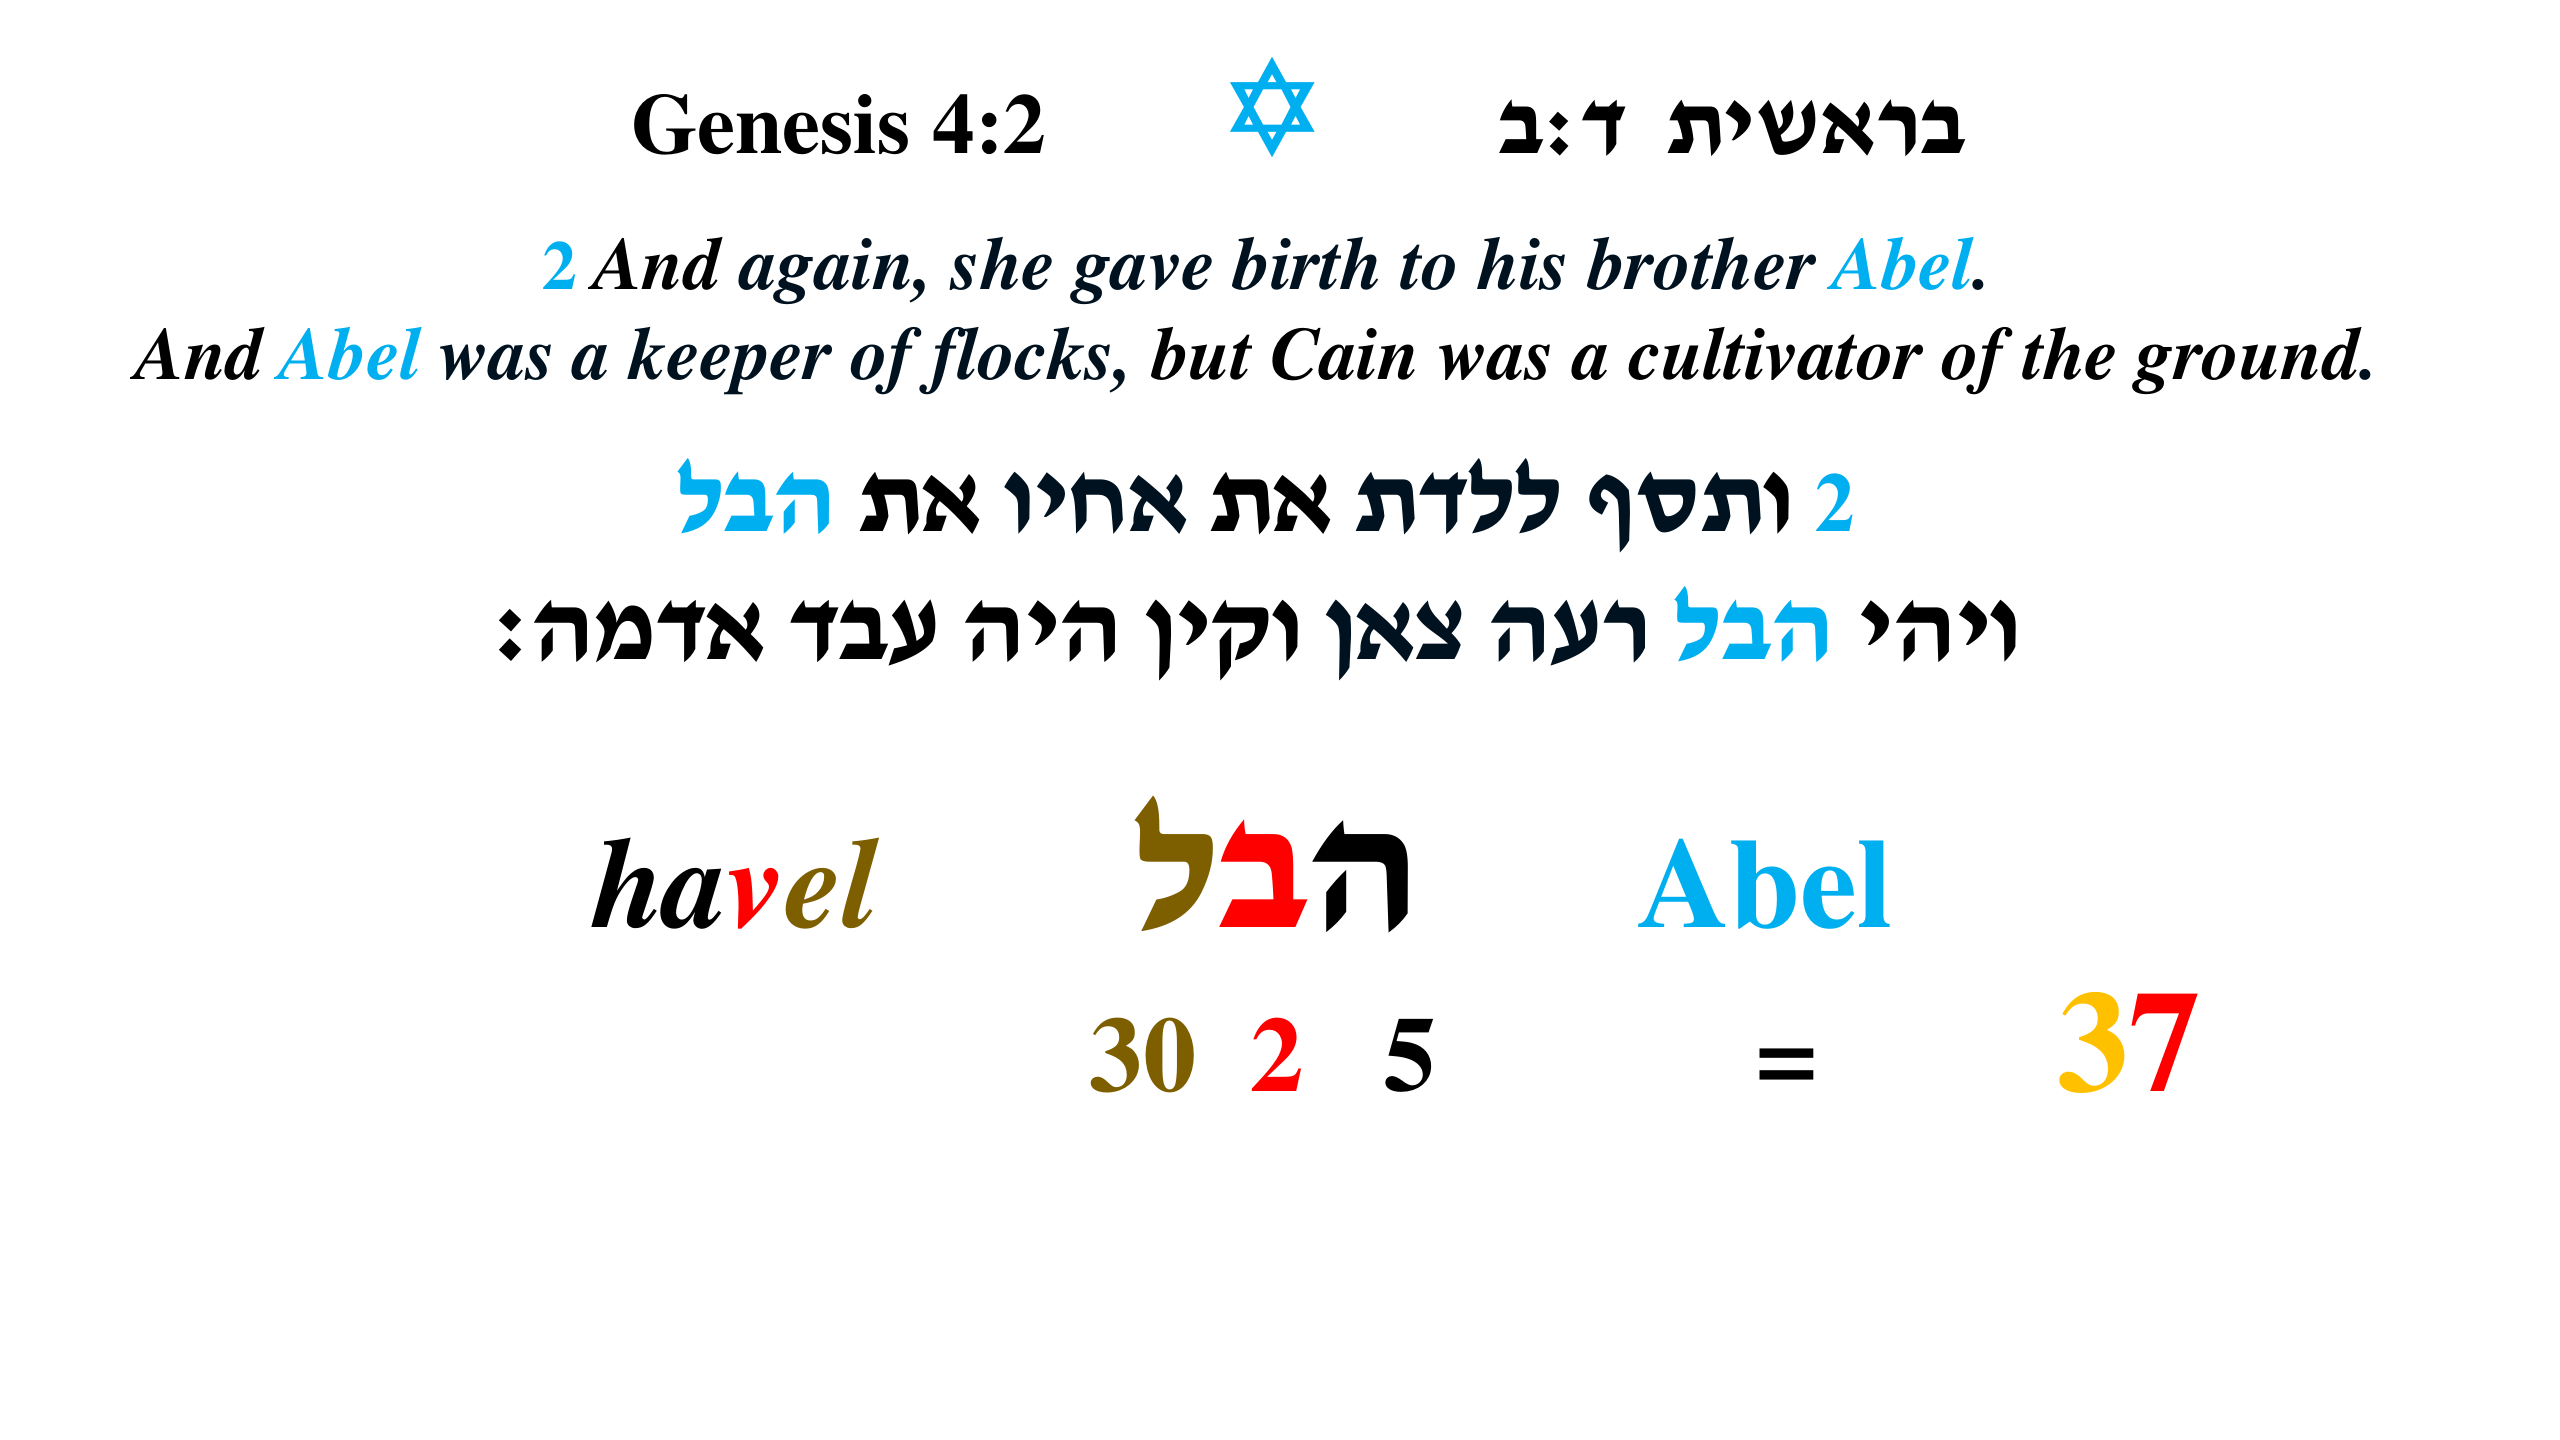 Genesis 4:2 ✡ בראשית ד:ב
2 And again, she gave birth to his brother Abel.
And Abel was a keeper of flocks, but Cain was a cultivator of the ground.
2 ותסף ללדת את אחיו את הבל
ויהי הבל רעה צאן וקין היה עבד אדמה:
havel הבל Abel
30 2 5 = 37